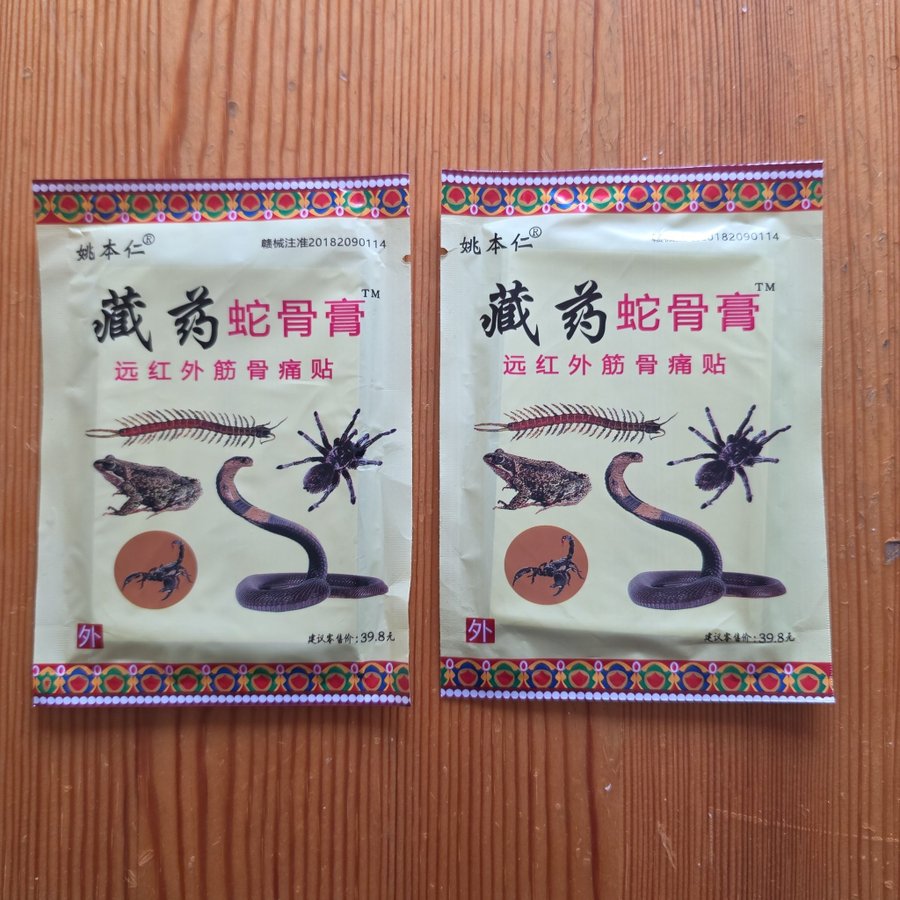 姚本仁®
赣械注准20182090114
藏药蛇骨膏™
远红外筋骨痛贴
外
建议零售价:39.8元
姚本仁®
20182090114
藏药蛇骨膏™
远红外筋骨痛贴
外
建议零售价:39.8元